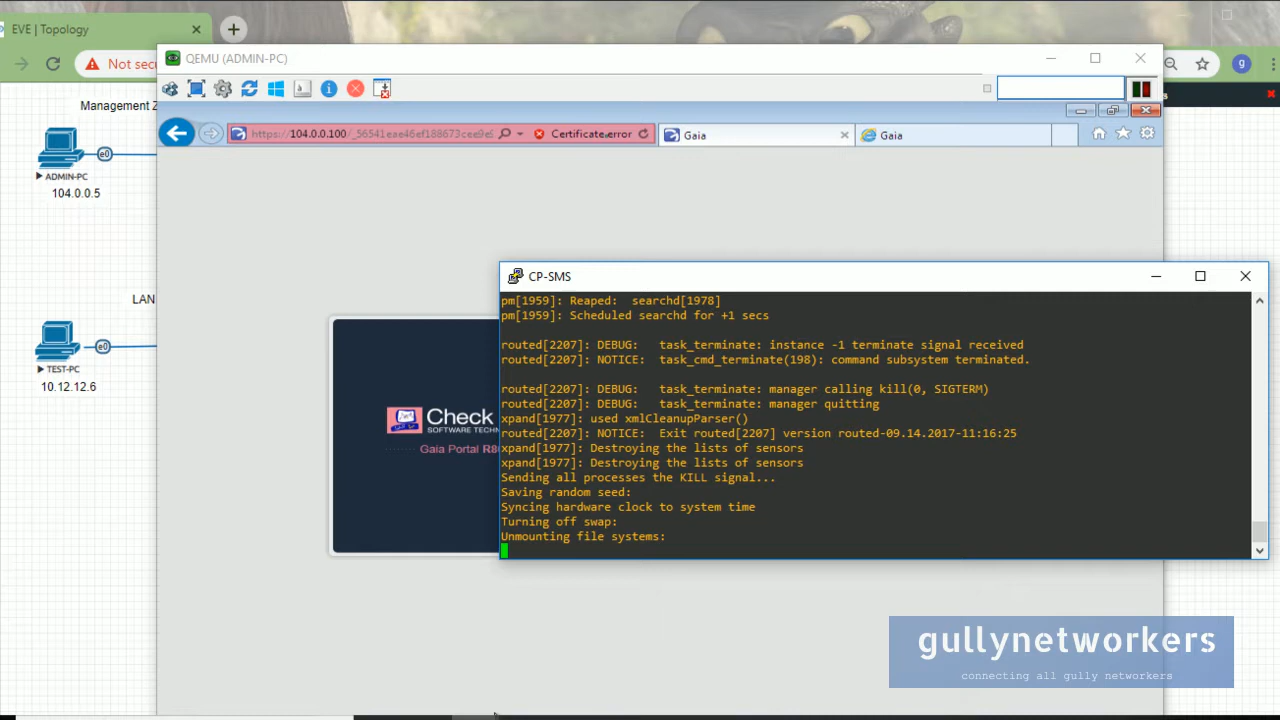 EVE | Topology
Not sec
g
QEMU (ADMIN-PC)
https://104.0.0.100/
Certificate error
Gaia
Gaia
Management Z
e0
ADMIN-PC
104.0.0.5
LAN
e0
TEST-PC
10.12.12.6
Check
SOFTWARE TECHN
Gaia Portal R8
CP-SMS
pm[1959]: Reaped: searchd[1978]
pm[1959]: Scheduled searchd for +1 secs
routed[2207]: DEBUG: task_terminate: instance -1 terminate signal received
routed[2207]: NOTICE: task_cmd_terminate(198): command subsystem terminated.
routed[2207]: DEBUG: task_terminate: manager calling kill(0, SIGTERM)
routed[2207]: DEBUG: task_terminate: manager quitting
xpand[1977]: used xmlCleanupParser()
routed[2207]: NOTICE: Exit routed[2207] version routed-09.14.2017-11:16:25
xpand[1977]: Destroying the lists of sensors
xpand[1977]: Destroying the lists of sensors
Sending all processes the KILL signal...
Saving random seed:
Syncing hardware clock to system time
Turning off swap:
Unmounting file systems:
gullynetworkers
connecting all gully networkers